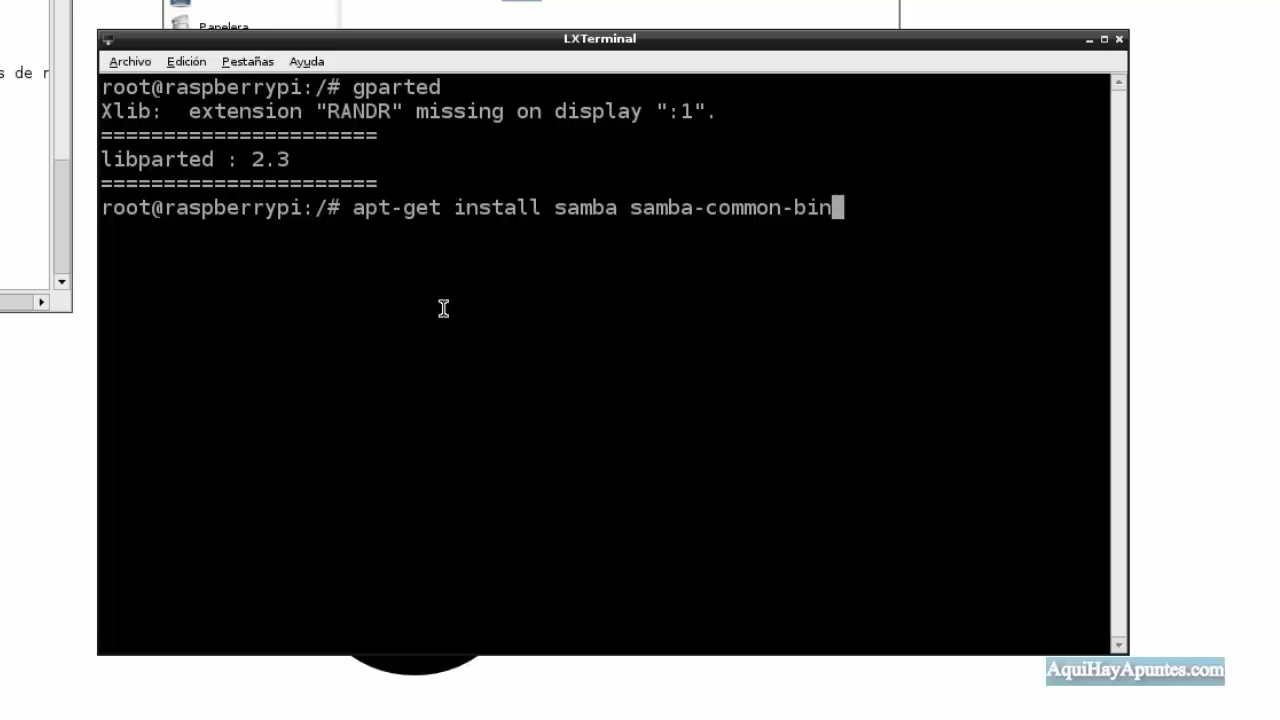 Papelera
s de r
LXTerminal
Archivo Edición Pestañas Ayuda
root@raspberrypi:/# gparted
Xlib:  extension "RANDR" missing on display ":1".
======================
libparted : 2.3
======================
root@raspberrypi:/# apt-get install samba samba-common-bin
AquiHayApuntes.com